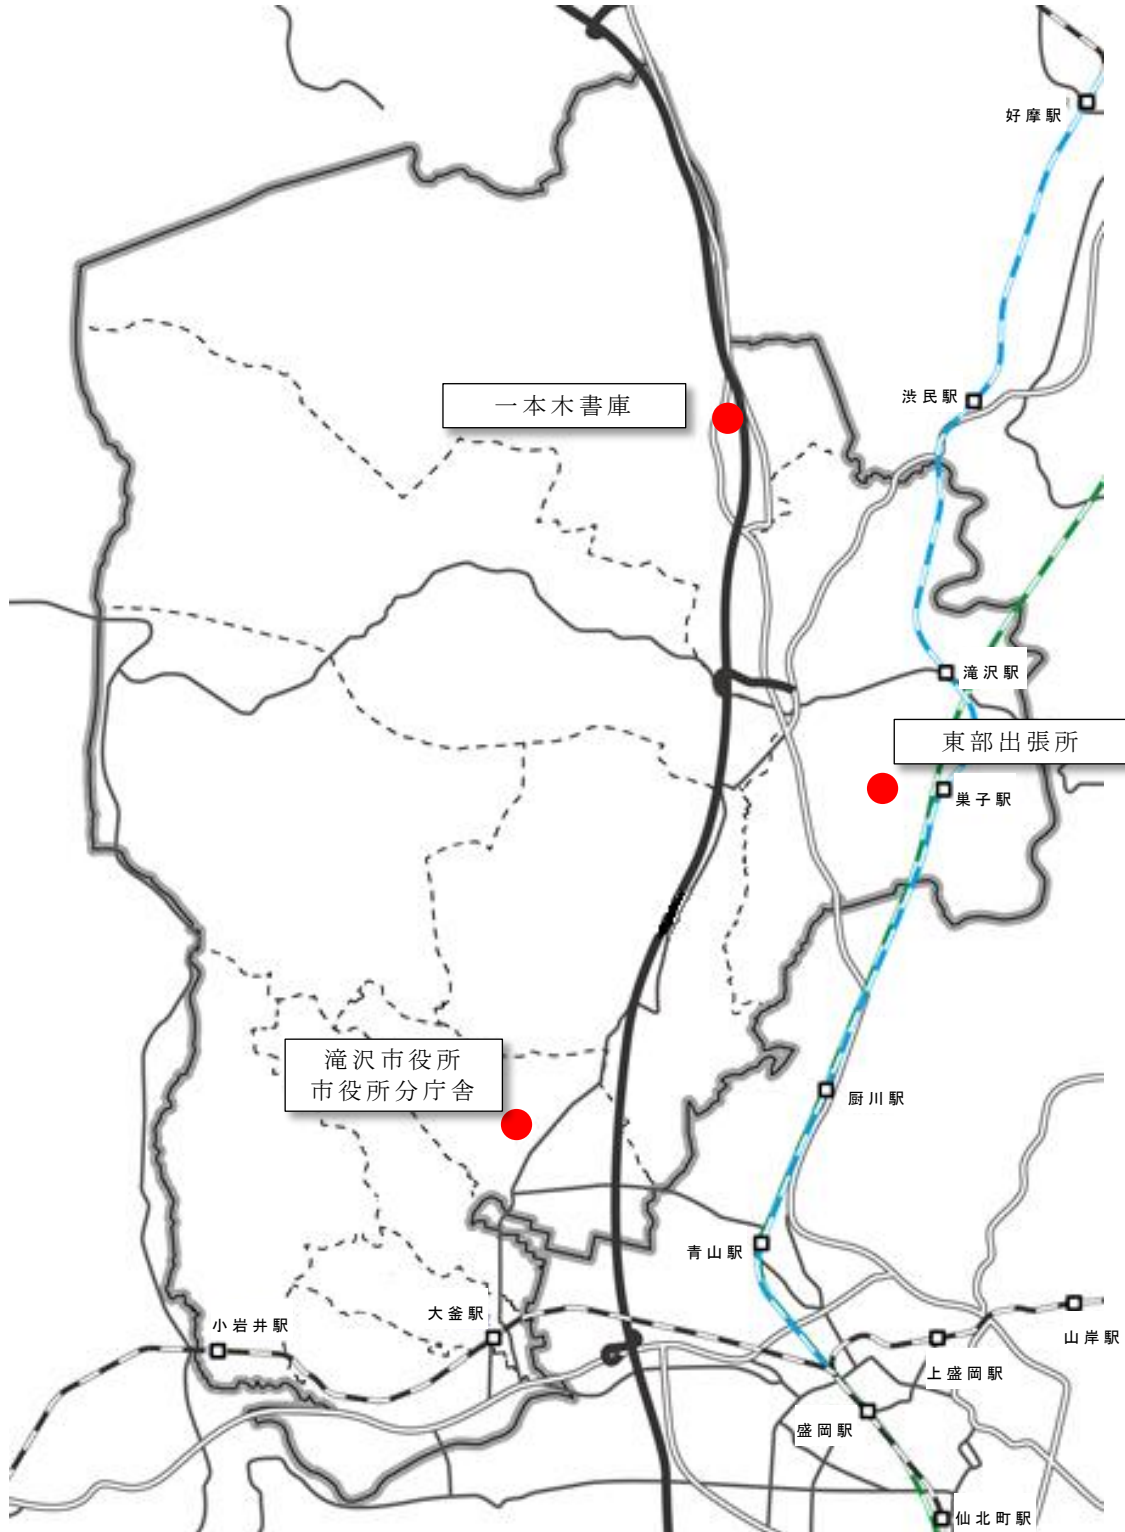 好摩駅
渋民駅
一本木書庫
滝沢駅
東部出張所
巣子駅
滝沢市役所
市役所分庁舎
厨川駅
青山駅
大釜駅
小岩井駅
山岸駅
上盛岡駅
盛岡駅
仙北町駅